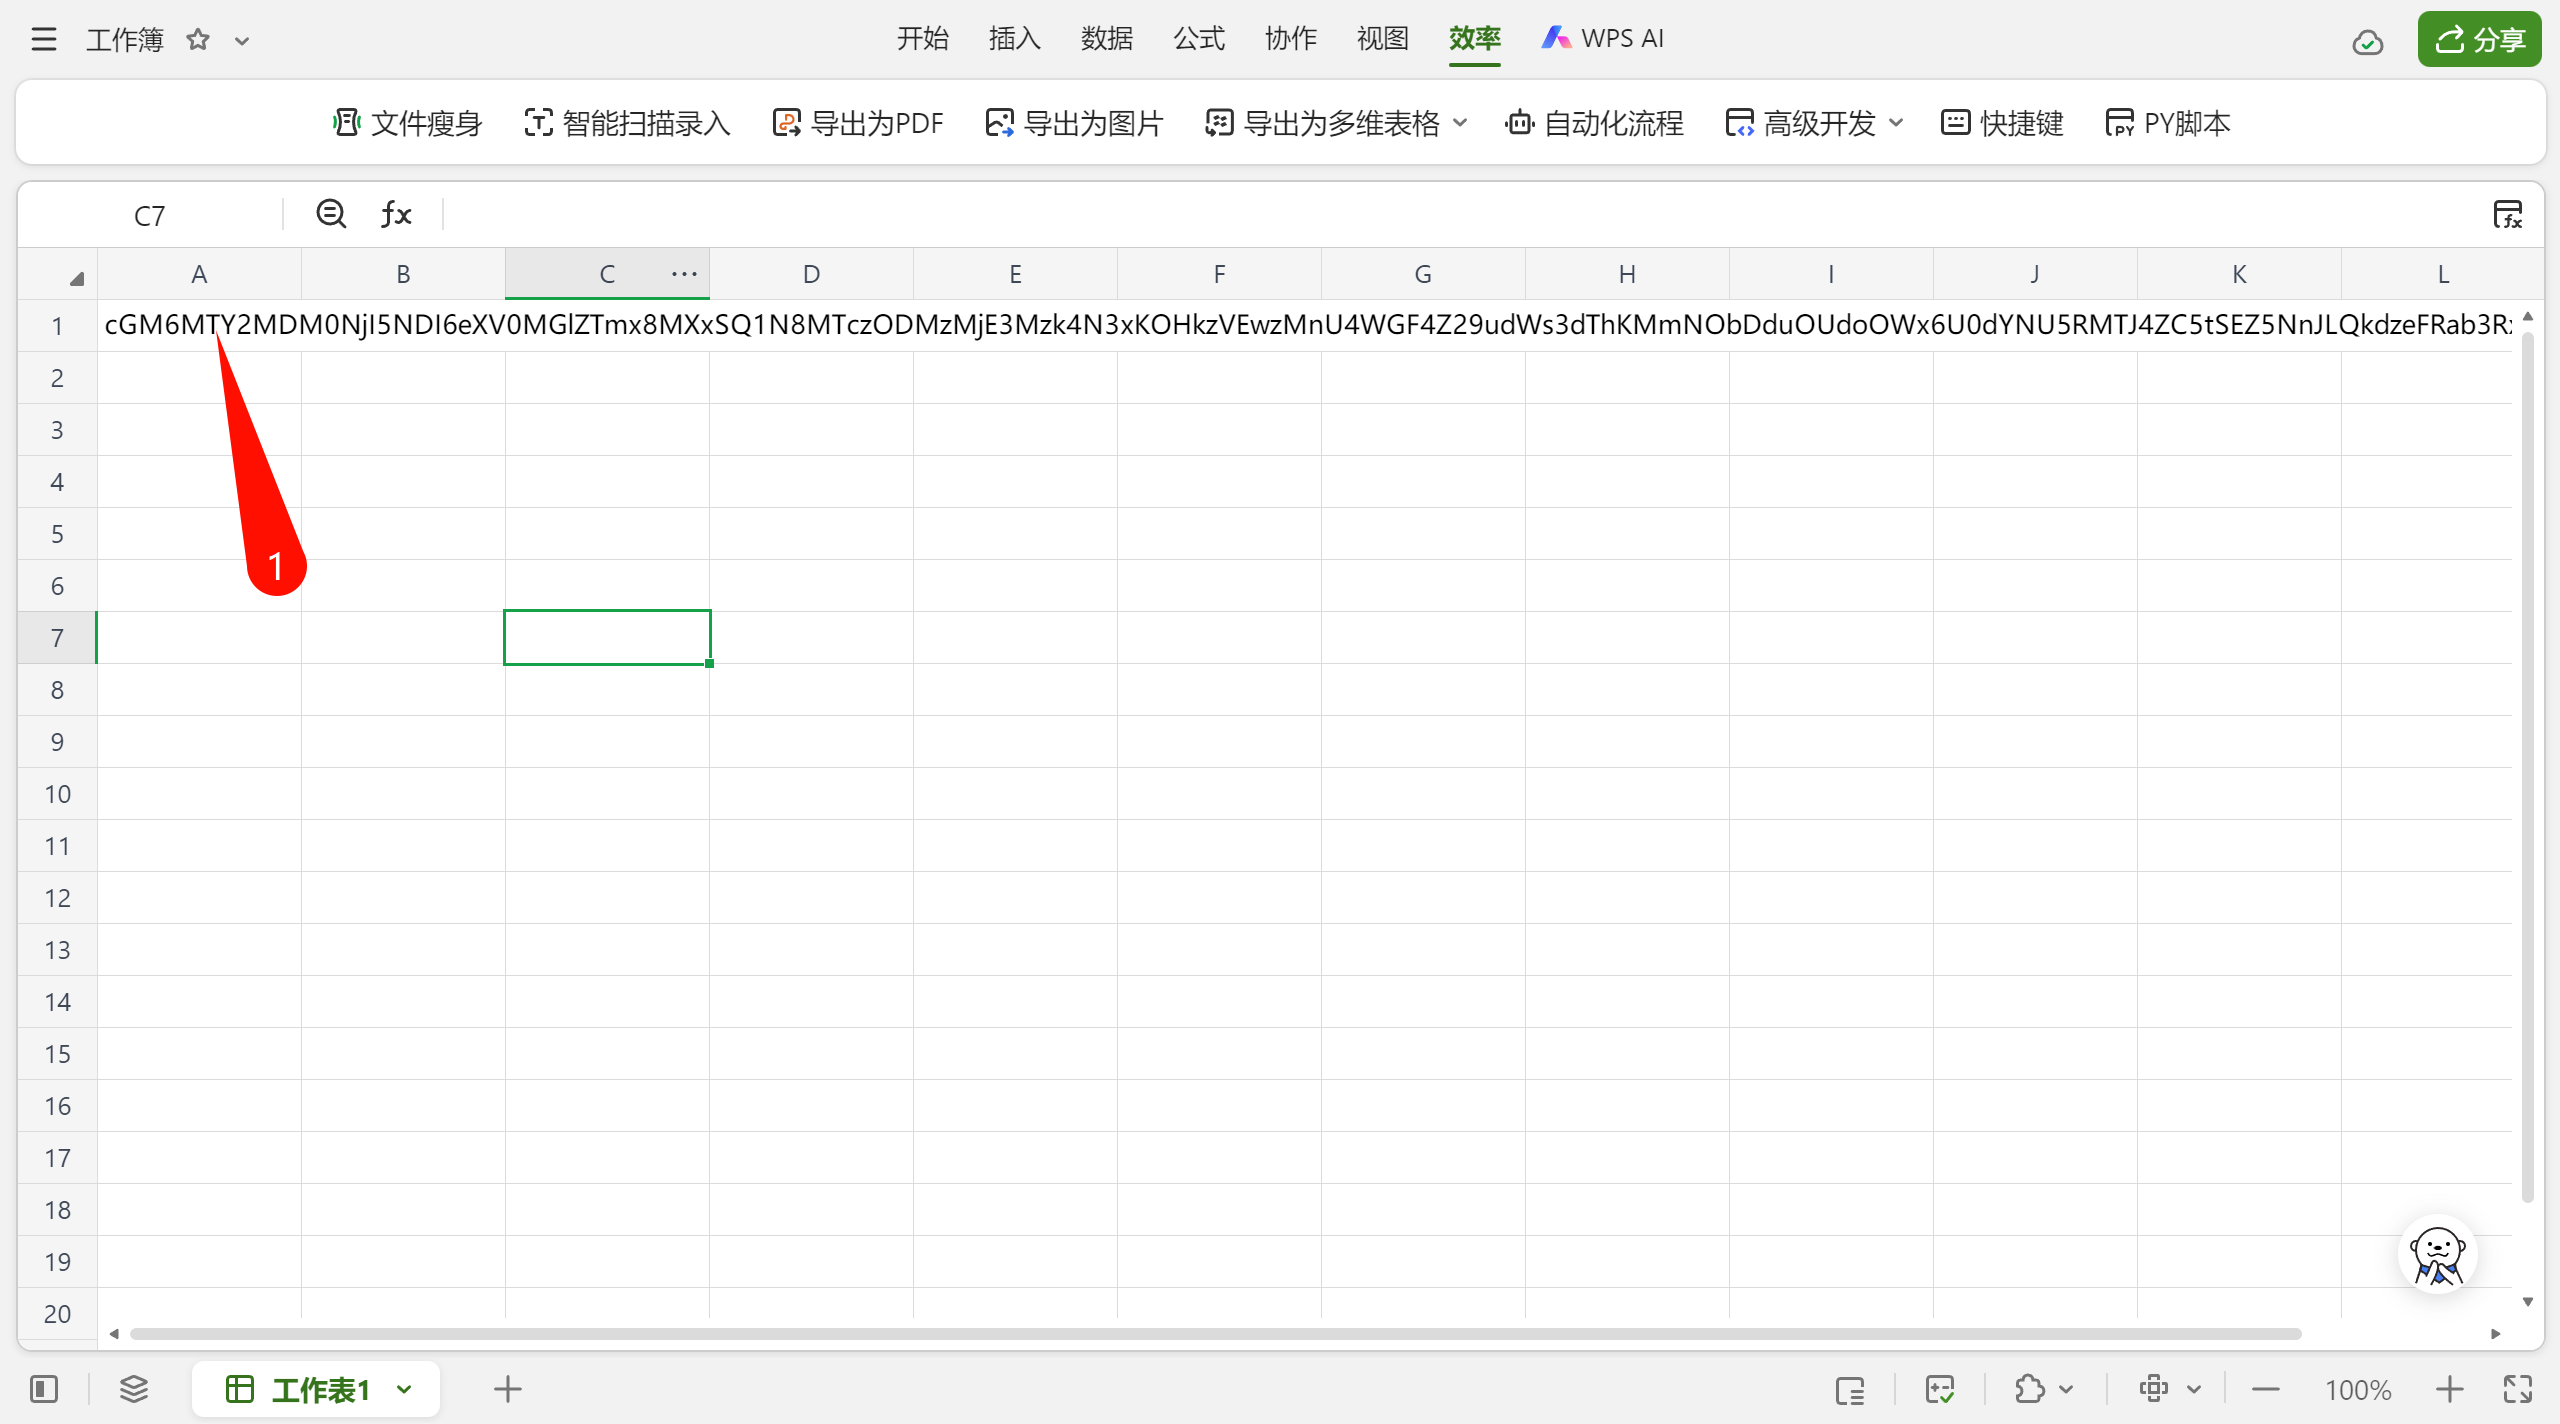 工作簿
开始 插入 数据 公式 协作 视图 效率 WPS AI
分享
文件瘦身 智能扫描录入 导出为PDF 导出为图片 导出为多维表格 自动化流程 高级开发 快捷键 PY脚本
C7 fx
A B C ... D E F G H I J K L
1 cGM6MTY2MDM0NjI5NDI6eXV0MGlZTmx8MXxSQ1N8MTczODMzMjE3Mzk4N3xKOHkzVEwzMnU4WGF4Z29udWs3dThKMmNObDduOUdoOWx6U0dYNU5RMTJ4ZC5tSEZ5NnJLQkdzeFRab3Rx
2
3
4
5
1
6
7
8
9
10
11
12
13
14
15
16
17
18
19
20
工作表1
100%